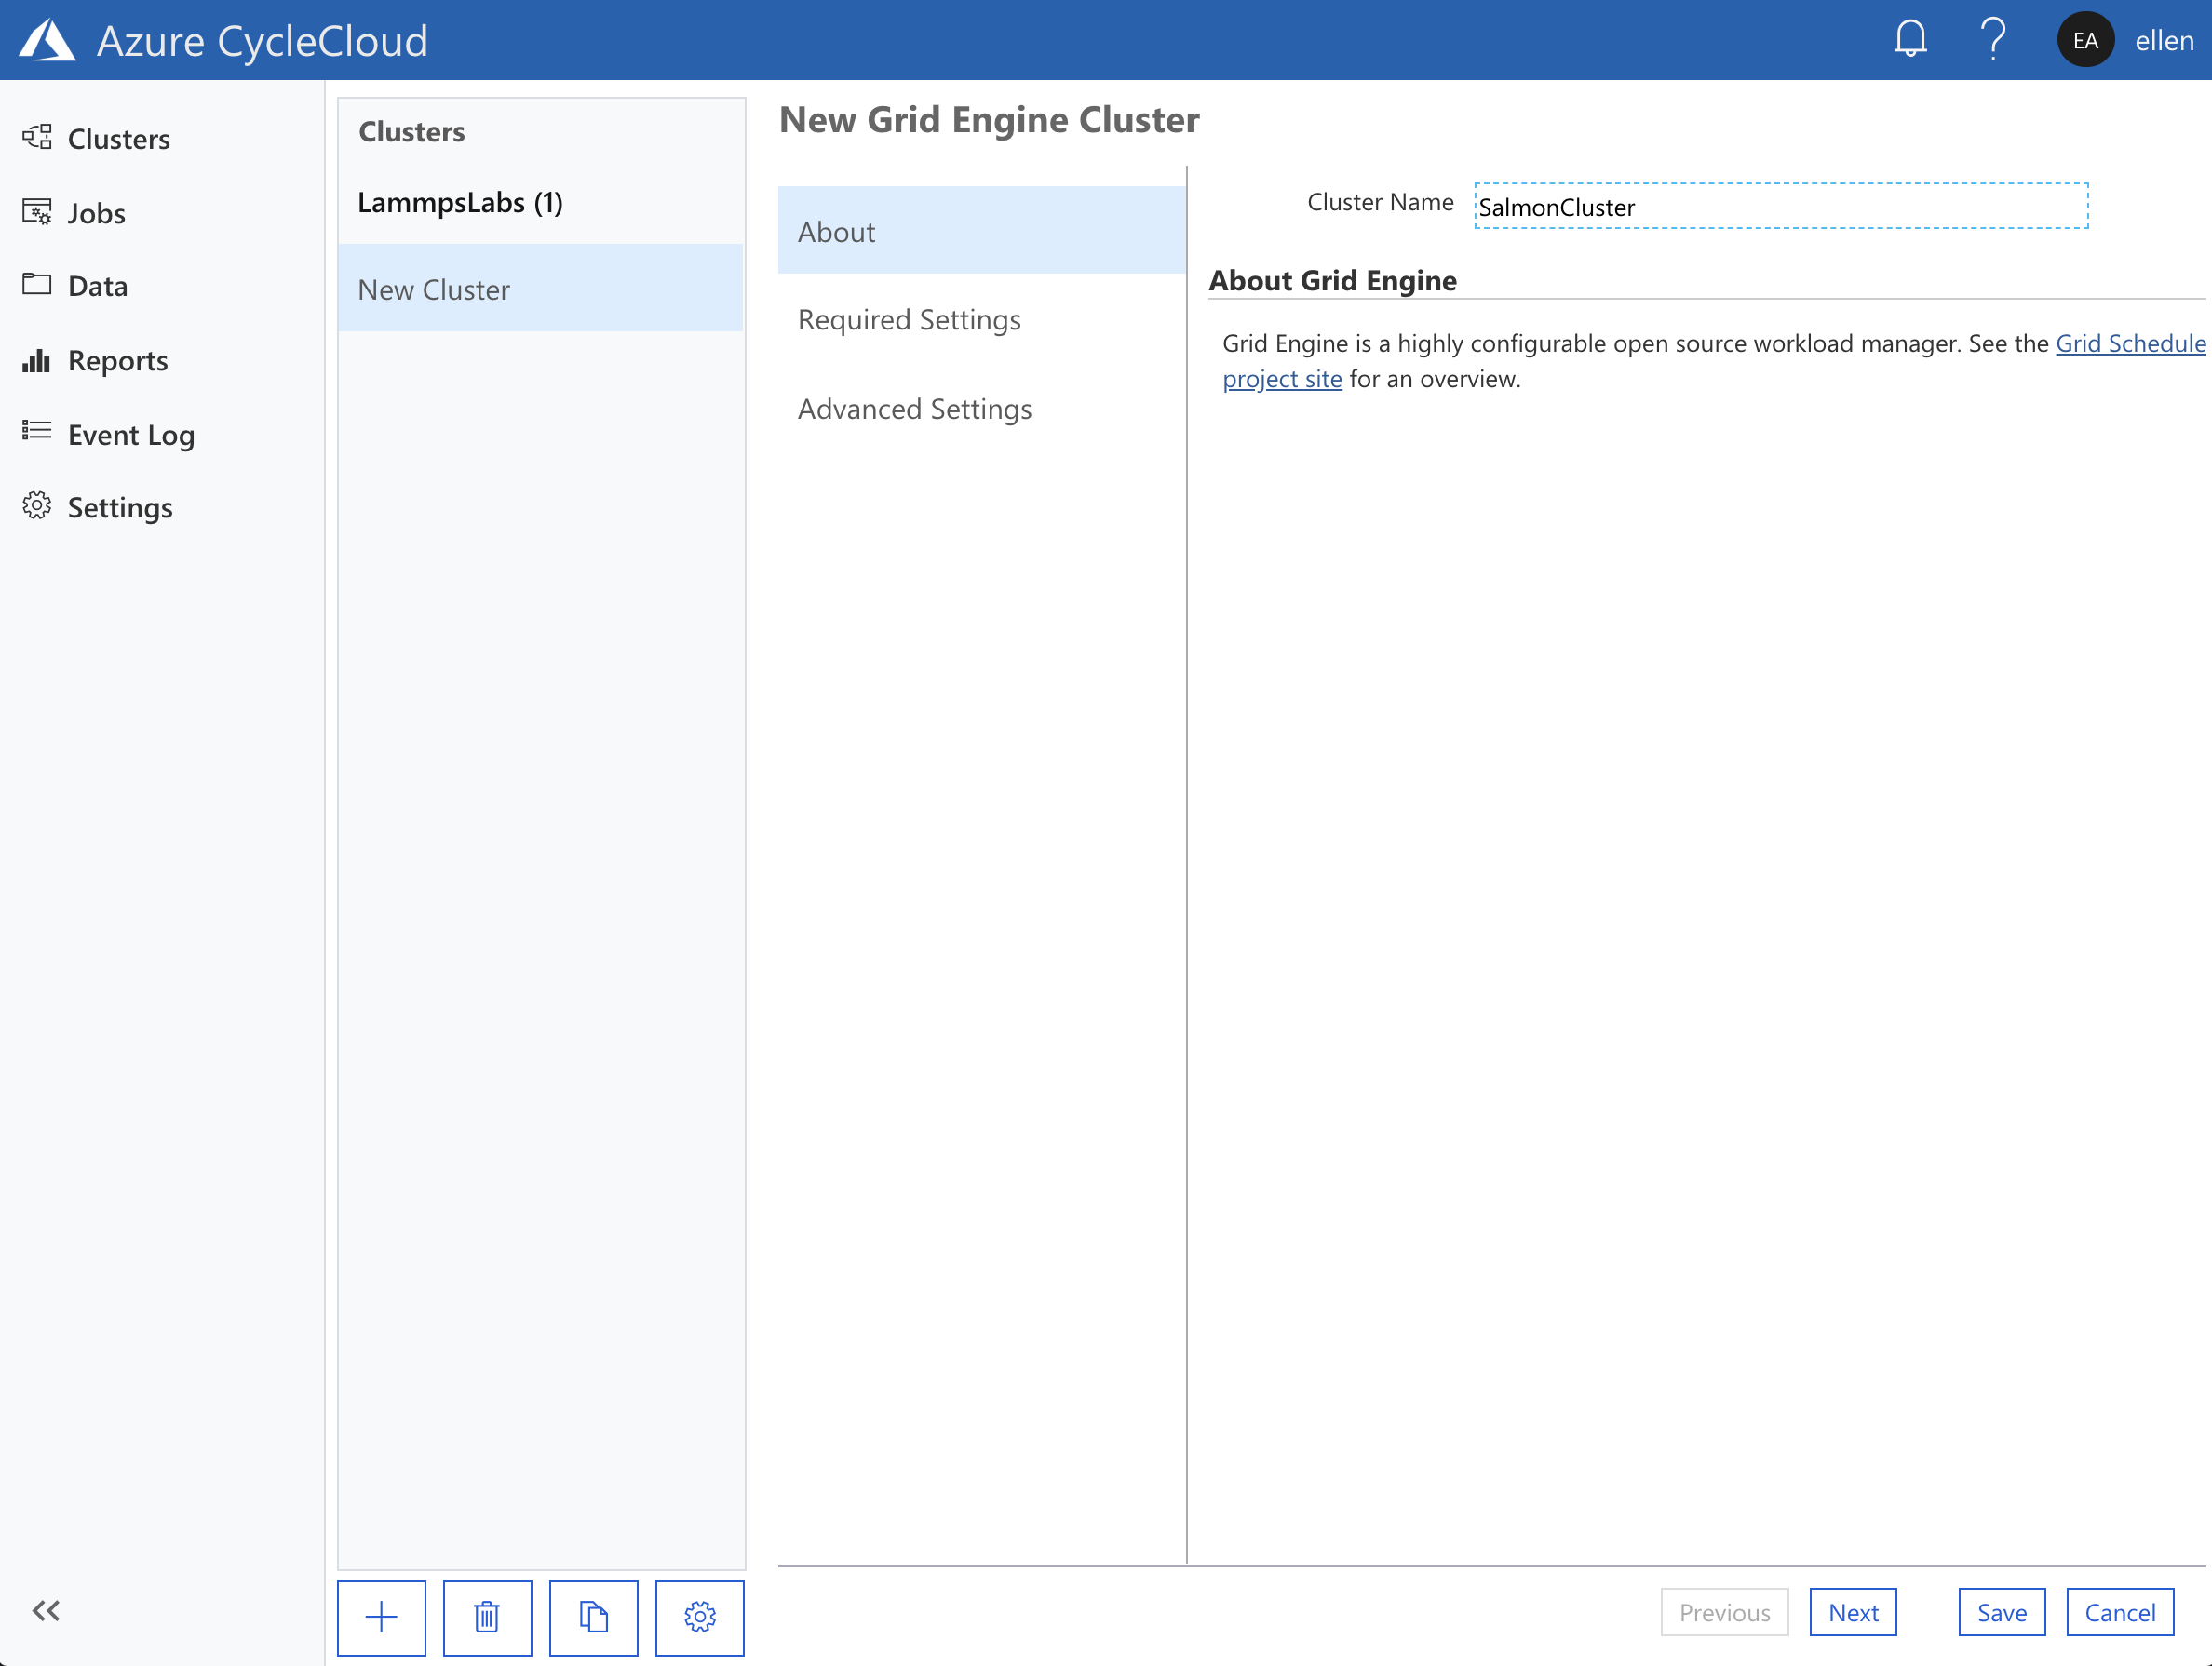 Azure CycleCloud
EA
ellen
Clusters
Jobs
Data
Reports
Event Log
Settings
Clusters
LammpsLabs (1)
New Cluster
New Grid Engine Cluster
About
Required Settings
Advanced Settings
Cluster Name
SalmonCluster
About Grid Engine
Grid Engine is a highly configurable open source workload manager. See the Grid Schedule
project site for an overview.
Previous
Next
Save
Cancel